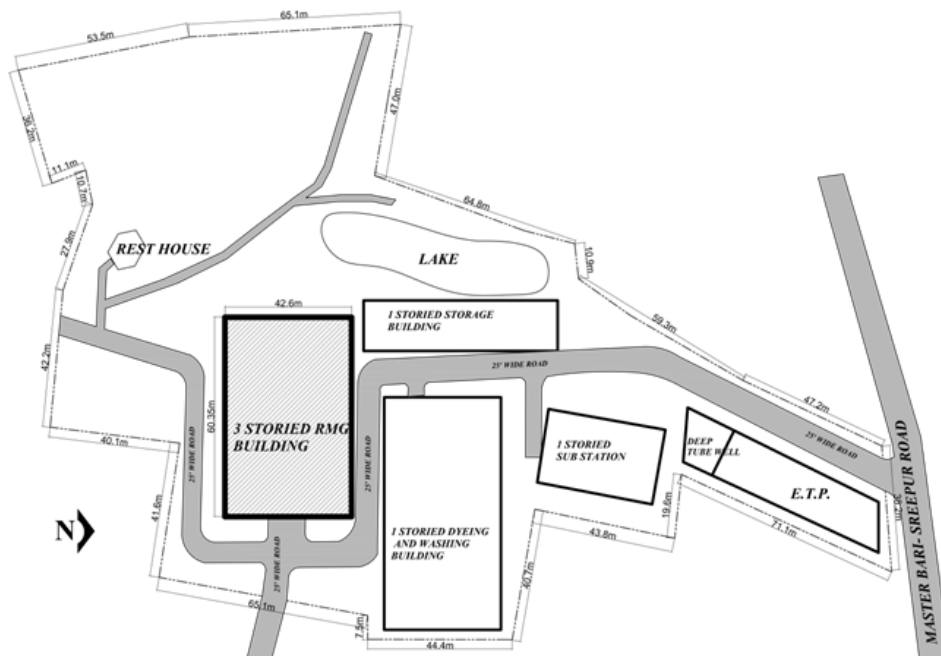 65.1m
53.5m
36.2m
47.0m
11.1m
10.7m
64.8m
27.9m
REST HOUSE
LAKE
10.9m
42.6m
1 STORIED STORAGE
BUILDING
59.3m
42.2m
25' WIDE ROAD
47.2m
60.35m
3 STORIED RMG
BUILDING
40.1m
25' WIDE ROAD
25' WIDE ROAD
1 STORIED
SUB STATION
DEEP
TUBE WELL
25' WIDE ROAD
E.T.P.
36.2m
MASTER BARI- SREEPUR ROAD
41.6m
N
1 STORIED DYEING
AND WASHING
BUILDING
19.6m
43.8m
71.1m
40.7m
25' WIDE ROAD
65.1m
7.5m
44.4m